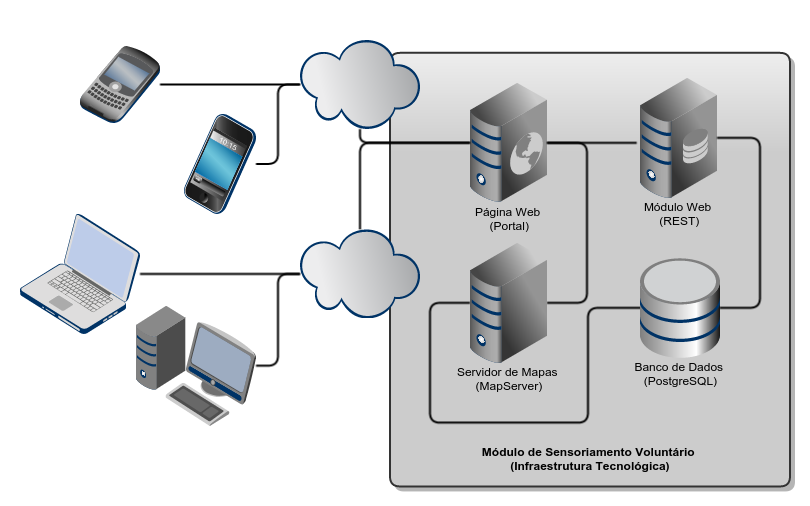 10:15
Página Web
(Portal)
Módulo Web
(REST)
Servidor de Mapas
(MapServer)
Banco de Dados
(PostgreSQL)
Módulo de Sensoriamento Voluntário
(Infraestrutura Tecnológica)